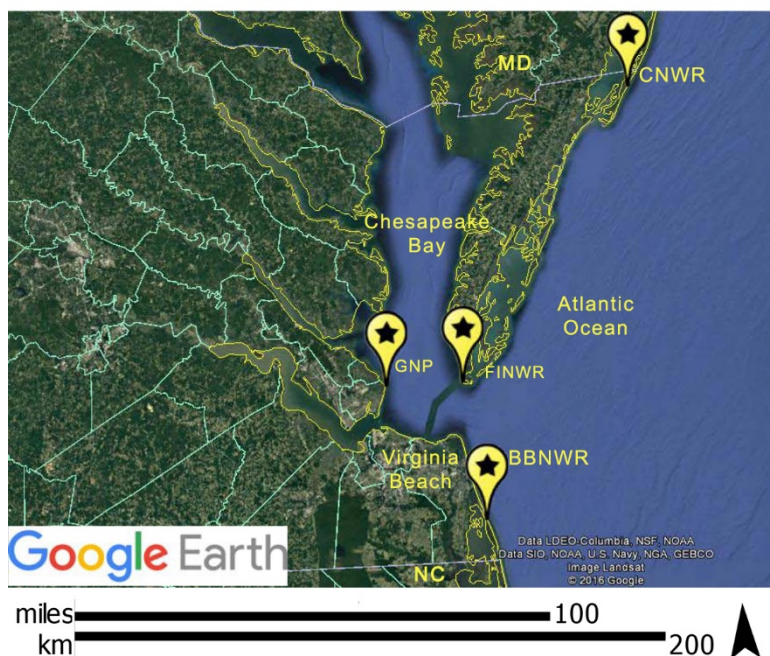 MD
CNWR
Chesapeake
Bay
Atlantic
Ocean
GNP
FINWR
Virginia
Beach
BBNWR
Google Earth
Data LDEO-Columbia, NSF, NOAA
Data SIO, NOAA, U.S. Navy, NGA, GEBCO
Image Landsat
© 2016 Google
NC
miles 100
km 200